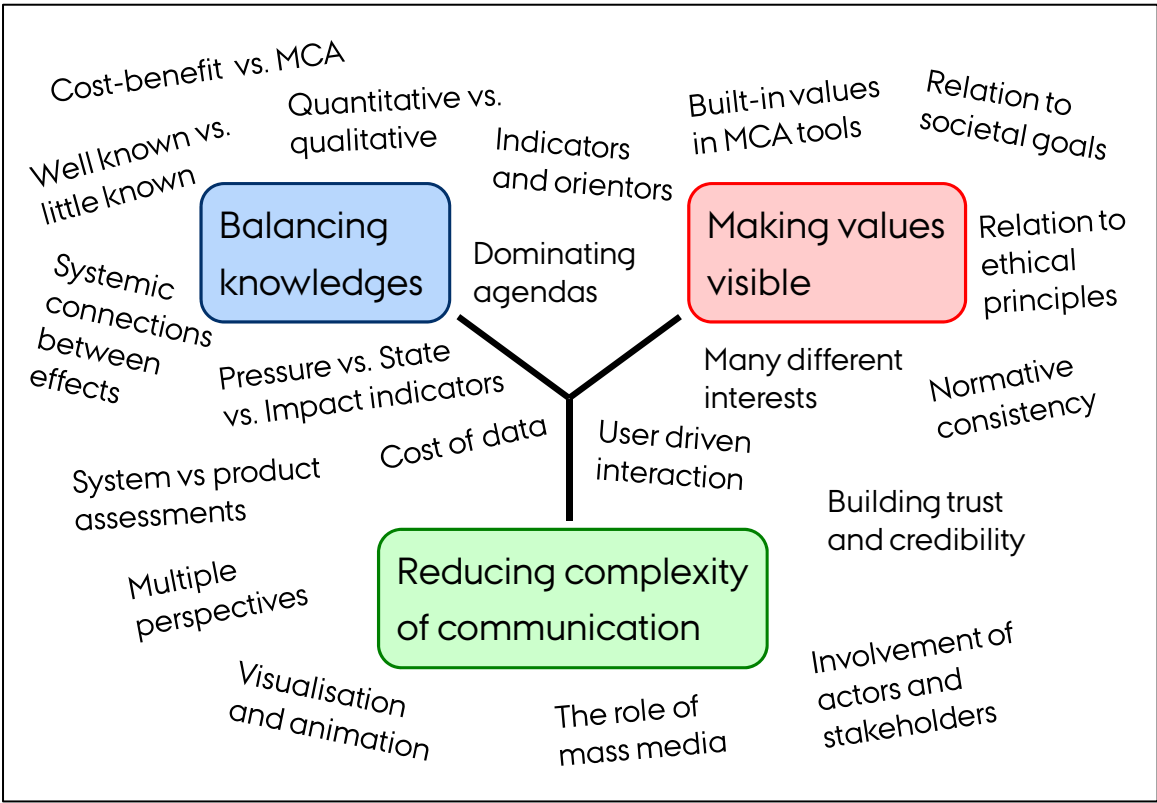 Cost-benefit vs. MCA
Quantitative vs.
qualitative
Built-in values
in MCA tools
Relation to
societal goals
Well known vs.
little known
Indicators
and orientors
Balancing
knowledges
Making values
visible
Dominating
agendas
Relation to
ethical
principles
Systemic
connections
between
effects
Pressure vs. State
vs. Impact indicators
Many different
interests
Normative
consistency
Cost of data
User driven
interaction
System vs product
assessments
Building trust
and credibility
Reducing complexity
of communication
Multiple
perspectives
Involvement of
actors and
stakeholders
Visualisation
and animation
The role of
mass media